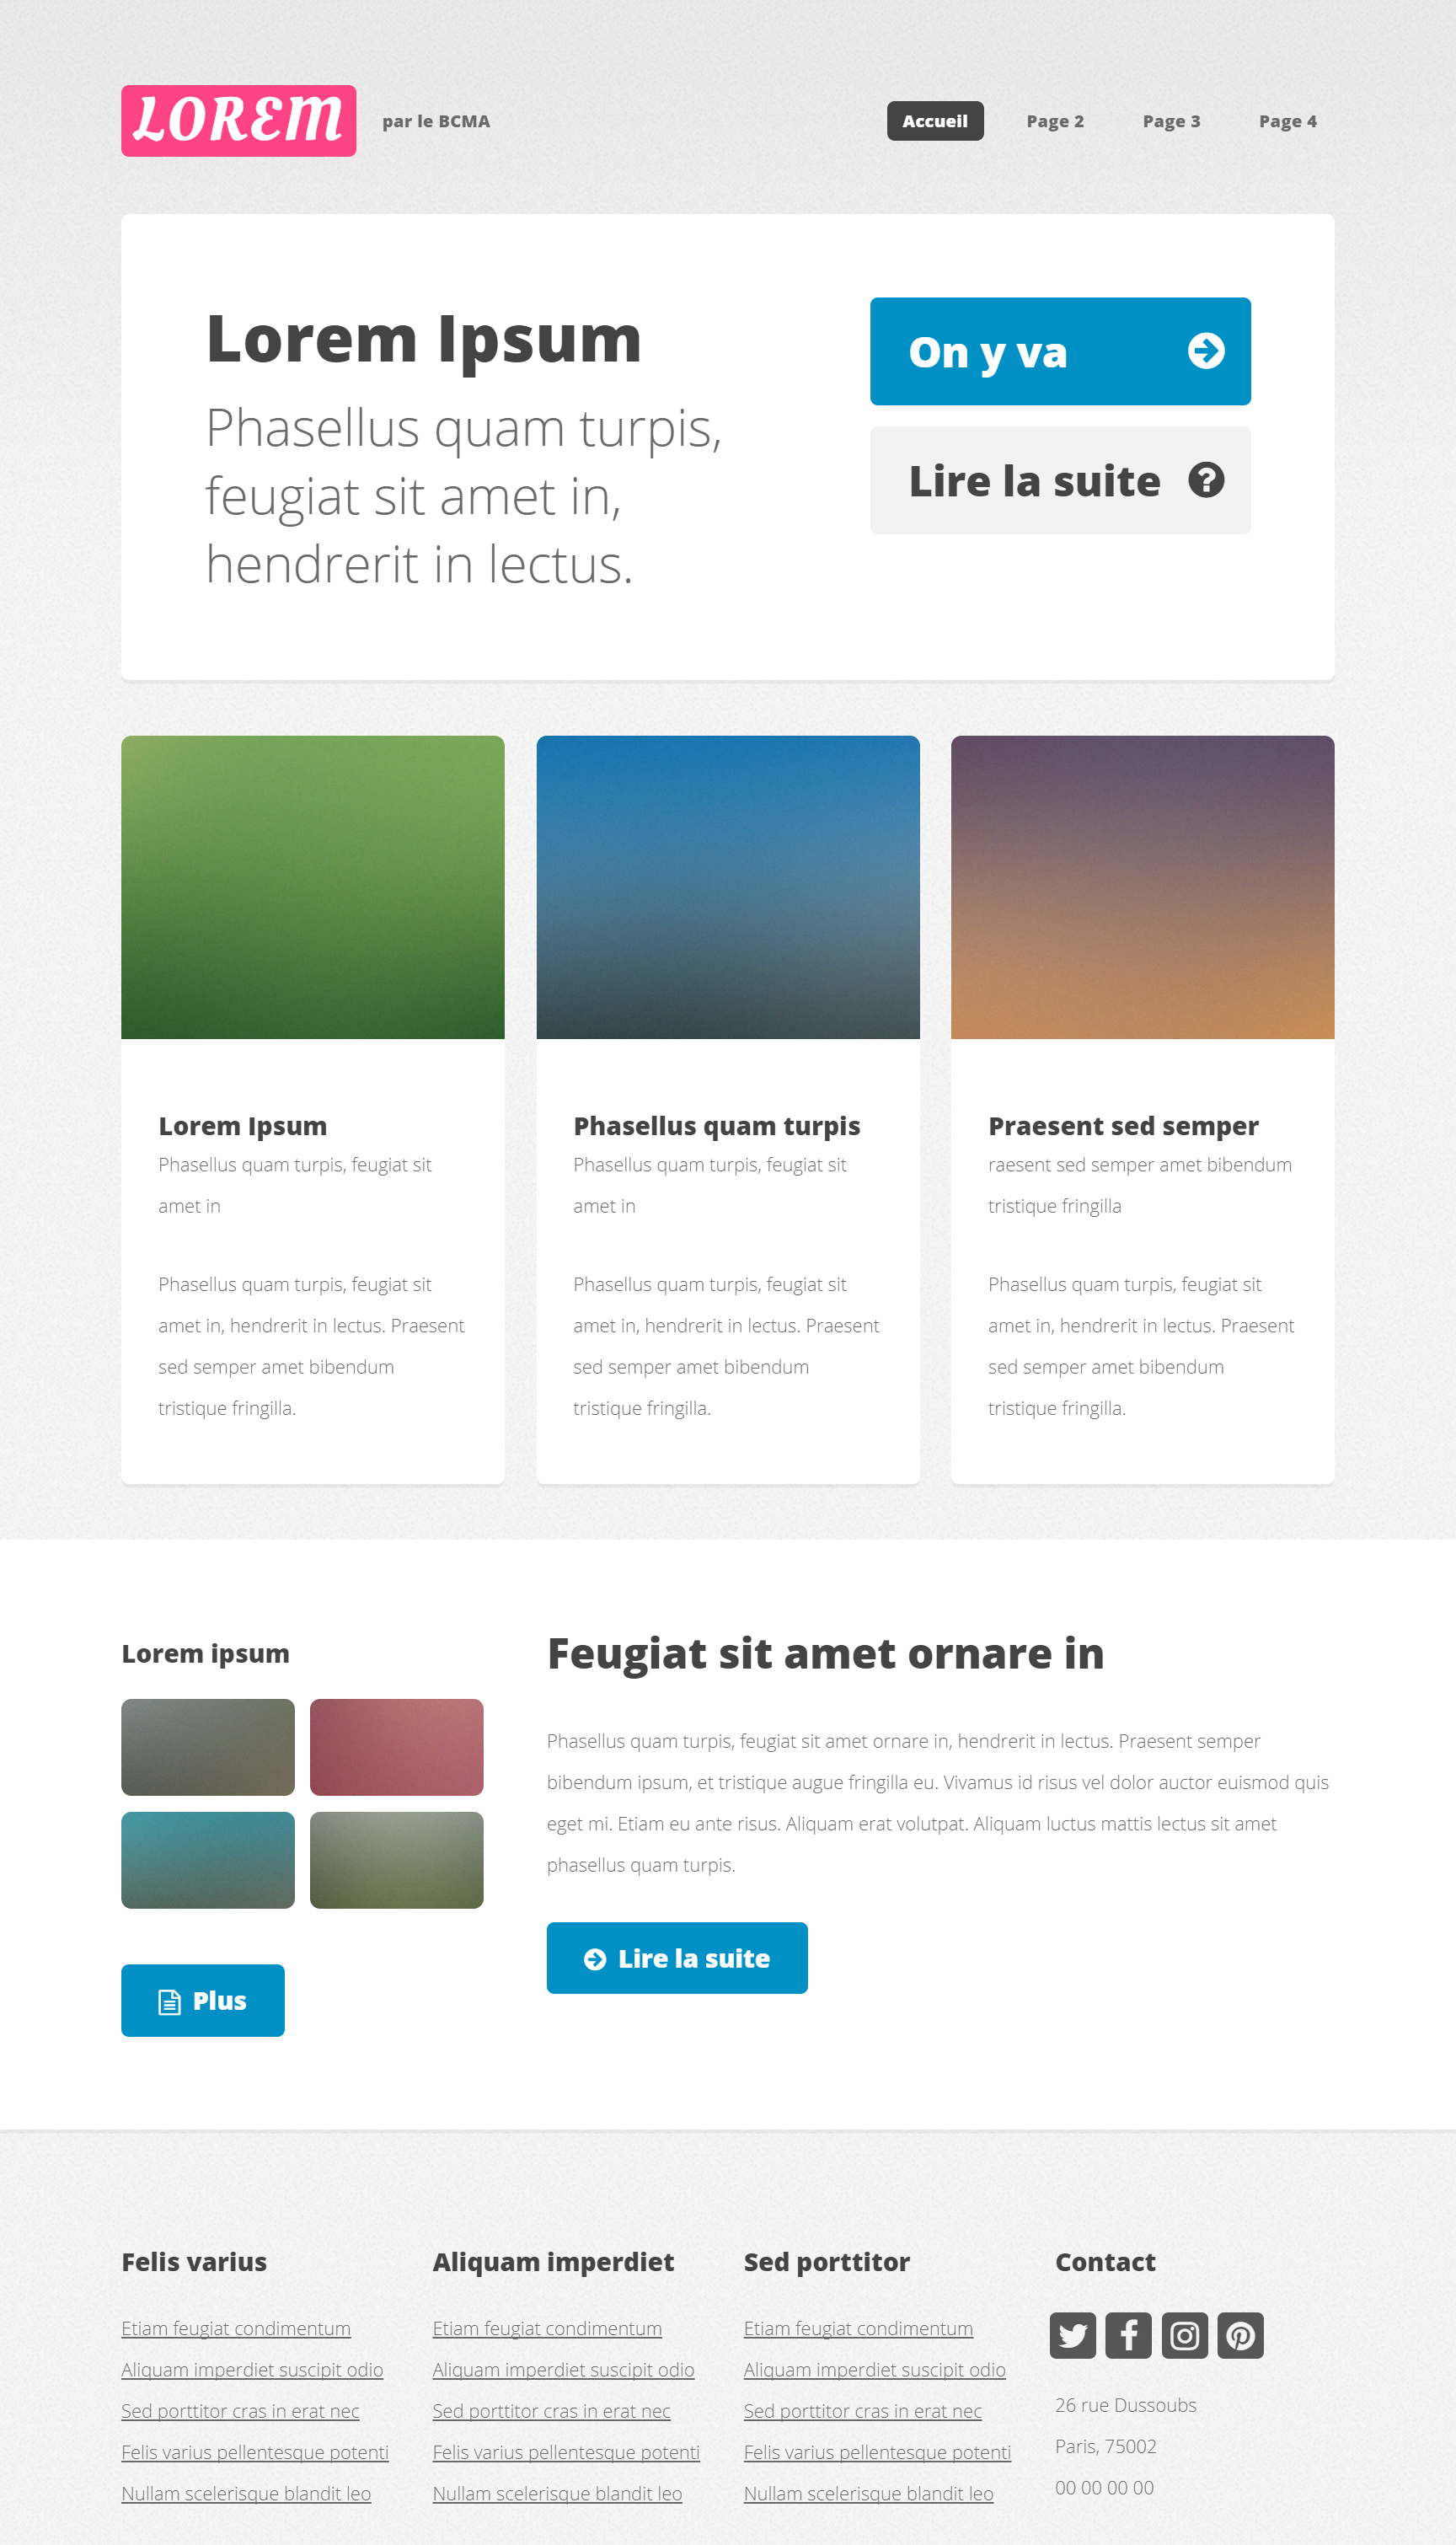 LOREM
par le BCMA
Accueil
Page 2
Page 3
Page 4
Lorem Ipsum
Phasellus quam turpis,
feugiat sit amet in,
hendrerit in lectus.
On y va
Lire la suite
Lorem Ipsum
Phasellus quam turpis, feugiat sit
amet in
Phasellus quam turpis, feugiat sit
amet in, hendrerit in lectus. Praesent
sed semper amet bibendum
tristique fringilla.
Phasellus quam turpis
Phasellus quam turpis, feugiat sit
amet in
Phasellus quam turpis, feugiat sit
amet in, hendrerit in lectus. Praesent
sed semper amet bibendum
tristique fringilla.
Praesent sed semper
raesent sed semper amet bibendum
tristique fringilla
Phasellus quam turpis, feugiat sit
amet in, hendrerit in lectus. Praesent
sed semper amet bibendum
tristique fringilla.
Lorem ipsum
Plus
Feugiat sit amet ornare in
Phasellus quam turpis, feugiat sit amet ornare in, hendrerit in lectus. Praesent semper
bibendum ipsum, et tristique augue fringilla eu. Vivamus id risus vel dolor auctor euismod quis
eget mi. Etiam eu ante risus. Aliquam erat volutpat. Aliquam luctus mattis lectus sit amet
phasellus quam turpis.
Lire la suite
Felis varius
Etiam feugiat condimentum
Aliquam imperdiet suscipit odio
Sed porttitor cras in erat nec
Felis varius pellentesque potenti
Nullam scelerisque blandit leo
Aliquam imperdiet
Etiam feugiat condimentum
Aliquam imperdiet suscipit odio
Sed porttitor cras in erat nec
Felis varius pellentesque potenti
Nullam scelerisque blandit leo
Sed porttitor
Etiam feugiat condimentum
Aliquam imperdiet suscipit odio
Sed porttitor cras in erat nec
Felis varius pellentesque potenti
Nullam scelerisque blandit leo
Contact
26 rue Dussoubs
Paris, 75002
00 00 00 00